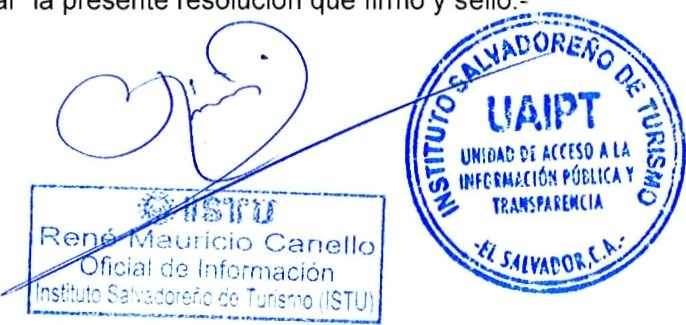 la presente resolución que firmo y sello.-
INSTITUTO SALVADOREÑO DE TURISMO
UAIPT
UNIDAD DE ACCESO A LA
INFORMACIÓN PÚBLICA Y
TRANSPARENCIA
-EL SALVADOR, C.A.-
ISTU
René Mauricio Canello
Oficial de Información
Instituto Salvadoreño de Turismo (ISTU)